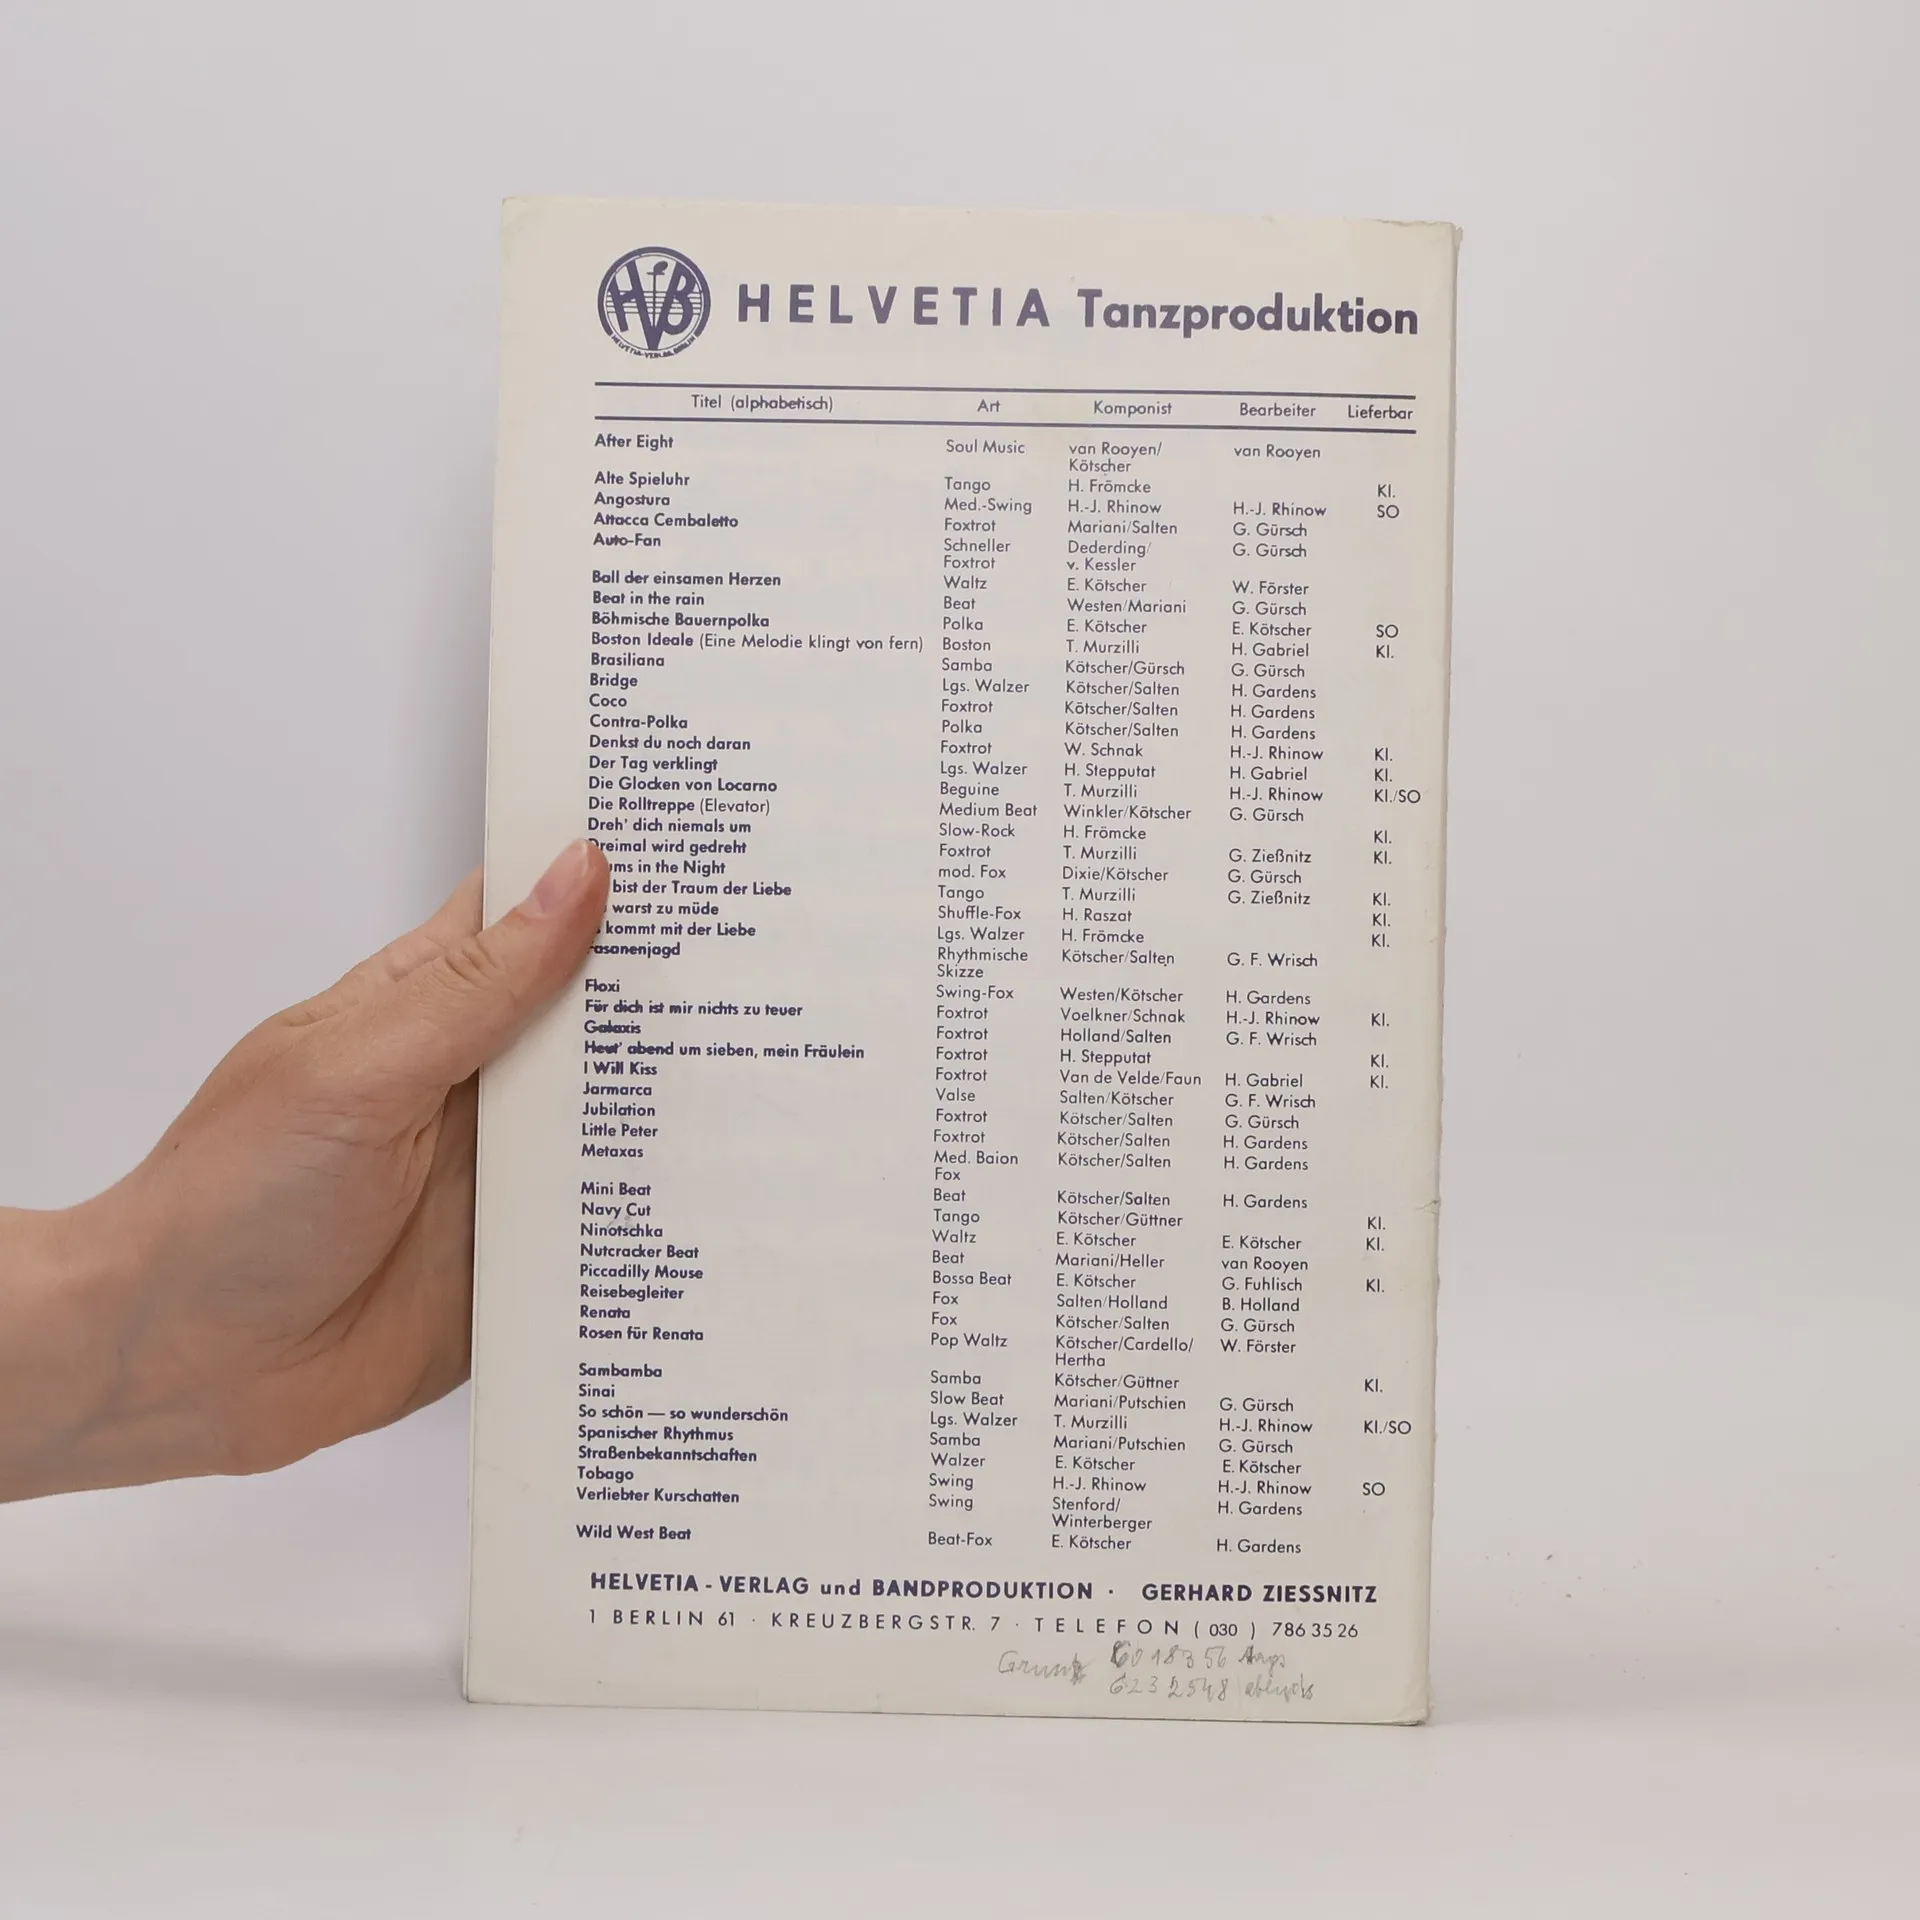 HfB
HELVETIA-VERLAG BERLIN
HELVETIA Tanzproduktion
Titel (alphabetisch) Art Komponist Bearbeiter Lieferbar
After Eight Soul Music van Rooyen/ van Rooyen
Kötscher
Alte Spieluhr Tango H. Frömcke Kl.
Angostura Med.-Swing H.-J. Rhinow H.-J. Rhinow SO
Attacca Cembaletto Foxtrot Mariani/Salten G. Gürsch
Auto-Fan Schneller Dederding/ G. Gürsch
Foxtrot v. Kessler
Ball der einsamen Herzen Waltz E. Kötscher W. Förster
Beat in the rain Beat Westen/Mariani G. Gürsch
Böhmische Bauernpolka Polka E. Kötscher E. Kötscher SO
Boston Ideale (Eine Melodie klingt von fern) Boston T. Murzilli H. Gabriel Kl.
Brasiliana Samba Kötscher/Gürsch G. Gürsch
Bridge Lgs. Walzer Kötscher/Salten H. Gardens
Coco Foxtrot Kötscher/Salten H. Gardens
Contra-Polka Polka Kötscher/Salten H. Gardens
Denkst du noch daran Foxtrot W. Schnak H.-J. Rhinow Kl.
Der Tag verklingt Lgs. Walzer H. Stepputat H. Gabriel Kl.
Die Glocken von Locarno Beguine T. Murzilli H.-J. Rhinow Kl./SO
Die Rolltreppe (Elevator) Medium Beat Winkler/Kötscher G. Gürsch
Dreh' dich niemals um Slow-Rock H. Frömcke Kl.
Dreimal wird gedreht Foxtrot T. Murzilli G. Zießnitz Kl.
in the Night mod. Fox Dixie/Kötscher G. Gürsch
bist der Traum der Liebe Tango T. Murzilli G. Zießnitz Kl.
warst zu müde Shuffle-Fox H. Raszat Kl.
kommt mit der Liebe Lgs. Walzer H. Frömcke Kl.
Fasanenjagd Rhythmische Kötscher/Salten G. F. Wrisch
Skizze
Floxi Swing-Fox Westen/Kötscher H. Gardens
Für dich ist mir nichts zu teuer Foxtrot Voelkner/Schnak H.-J. Rhinow Kl.
Galaxis Foxtrot Holland/Salten G. F. Wrisch
Heut' abend um sieben, mein Fräulein Foxtrot H. Stepputat Kl.
I Will Kiss Foxtrot Van de Velde/Faun H. Gabriel Kl.
Jarmarca Valse Salten/Kötscher G. F. Wrisch
Jubilation Foxtrot Kötscher/Salten G. Gürsch
Little Peter Foxtrot Kötscher/Salten H. Gardens
Metaxas Med. Baion Kötscher/Salten H. Gardens
Fox
Mini Beat Beat Kötscher/Salten H. Gardens
Navy Cut Tango Kötscher/Güttner Kl.
Ninotschka Waltz E. Kötscher E. Kötscher Kl.
Nutcracker Beat Beat Mariani/Heller van Rooyen
Piccadilly Mouse Bossa Beat E. Kötscher G. Fuhlisch Kl.
Reisebegleiter Fox Salten/Holland B. Holland
Renata Fox Kötscher/Salten G. Gürsch
Rosen für Renata Pop Waltz Kötscher/Cardello/ W. Förster
Hertha
Sambamba Samba Kötscher/Güttner Kl.
Sinai Slow Beat Mariani/Putschien G. Gürsch
So schön — so wunderschön Lgs. Walzer T. Murzilli H.-J. Rhinow Kl./SO
Spanischer Rhythmus Samba Mariani/Putschien G. Gürsch
Straßenbekanntschaften Walzer E. Kötscher E. Kötscher
Tobago Swing H.-J. Rhinow H.-J. Rhinow SO
Verliebter Kurschatten Swing Stenford/ H. Gardens
Winterberger
Wild West Beat Beat-Fox E. Kötscher H. Gardens
HELVETIA - VERLAG und BANDPRODUKTION · GERHARD ZIESSNITZ
1 BERLIN 61 · KREUZBERGSTR. 7 · TELEFON (030) 786 35 26
6018356
6232548